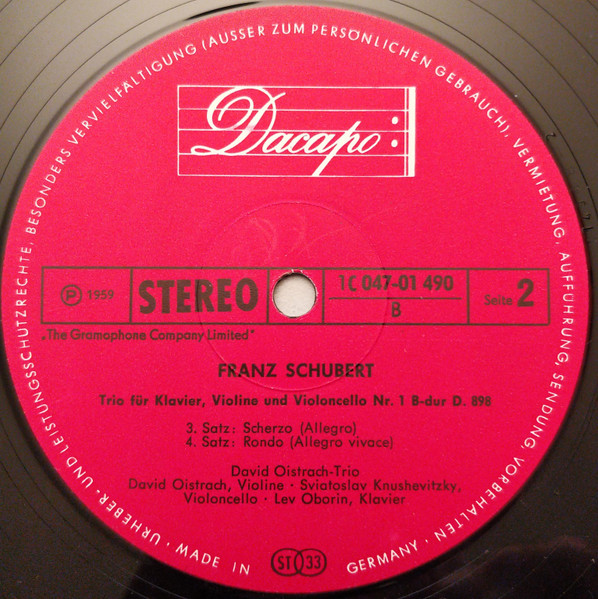 Dacapo
Ⓟ 1959
STEREO
1C 047-01 490
B
Seite 2
„The Gramophone Company Limited"
FRANZ SCHUBERT
Trio für Klavier, Violine und Violoncello Nr. 1 B-dur D. 898
3. Satz: Scherzo (Allegro)
4. Satz: Rondo (Allegro vivace)
David Oistrach-Trio
David Oistrach, Violine · Sviatoslav Knushevitzky,
Violoncello · Lev Oborin, Klavier
ST 33
URHEBER- UND LEISTUNGSSCHUTZRECHTE, BESONDERS VERVIELFÄLTIGUNG (AUSSER ZUM PERSÖNLICHEN GEBRAUCH), VERMIETUNG, AUFFÜHRUNG, SENDUNG, VORBEHALTEN · MADE IN GERMANY ·